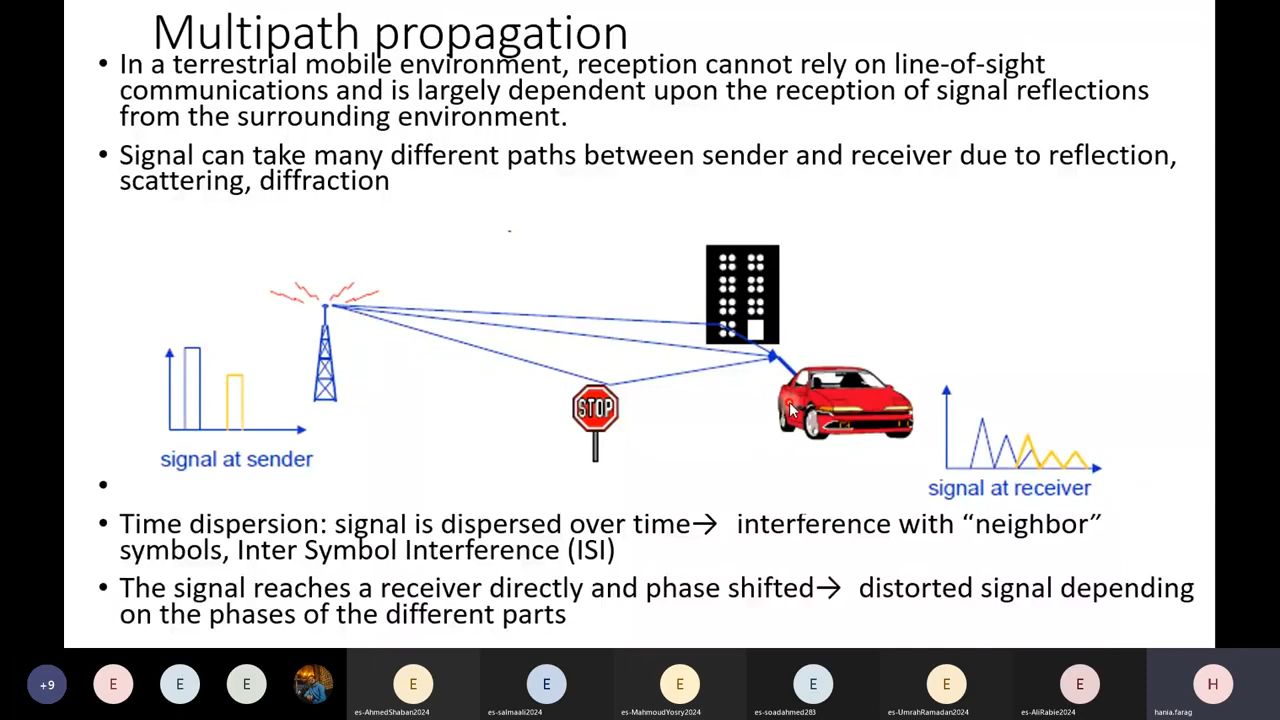 Multipath propagation
• In a terrestrial mobile environment, reception cannot rely on line-of-sight
communications and is largely dependent upon the reception of signal reflections
from the surrounding environment.
• Signal can take many different paths between sender and receiver due to reflection,
scattering, diffraction
STOP
signal at sender
signal at receiver
•
• Time dispersion: signal is dispersed over time→ interference with “neighbor”
symbols, Inter Symbol Interference (ISI)
• The signal reaches a receiver directly and phase shifted→ distorted signal depending
on the phases of the different parts
+9 E E E E E E E E E H
es-AhmedShaban2024 es-salmaali2024 es-MahmoudYosry2024 es-soadahmed283 es-UmrahRamadan2024 es-AliRabie2024 hania.farag